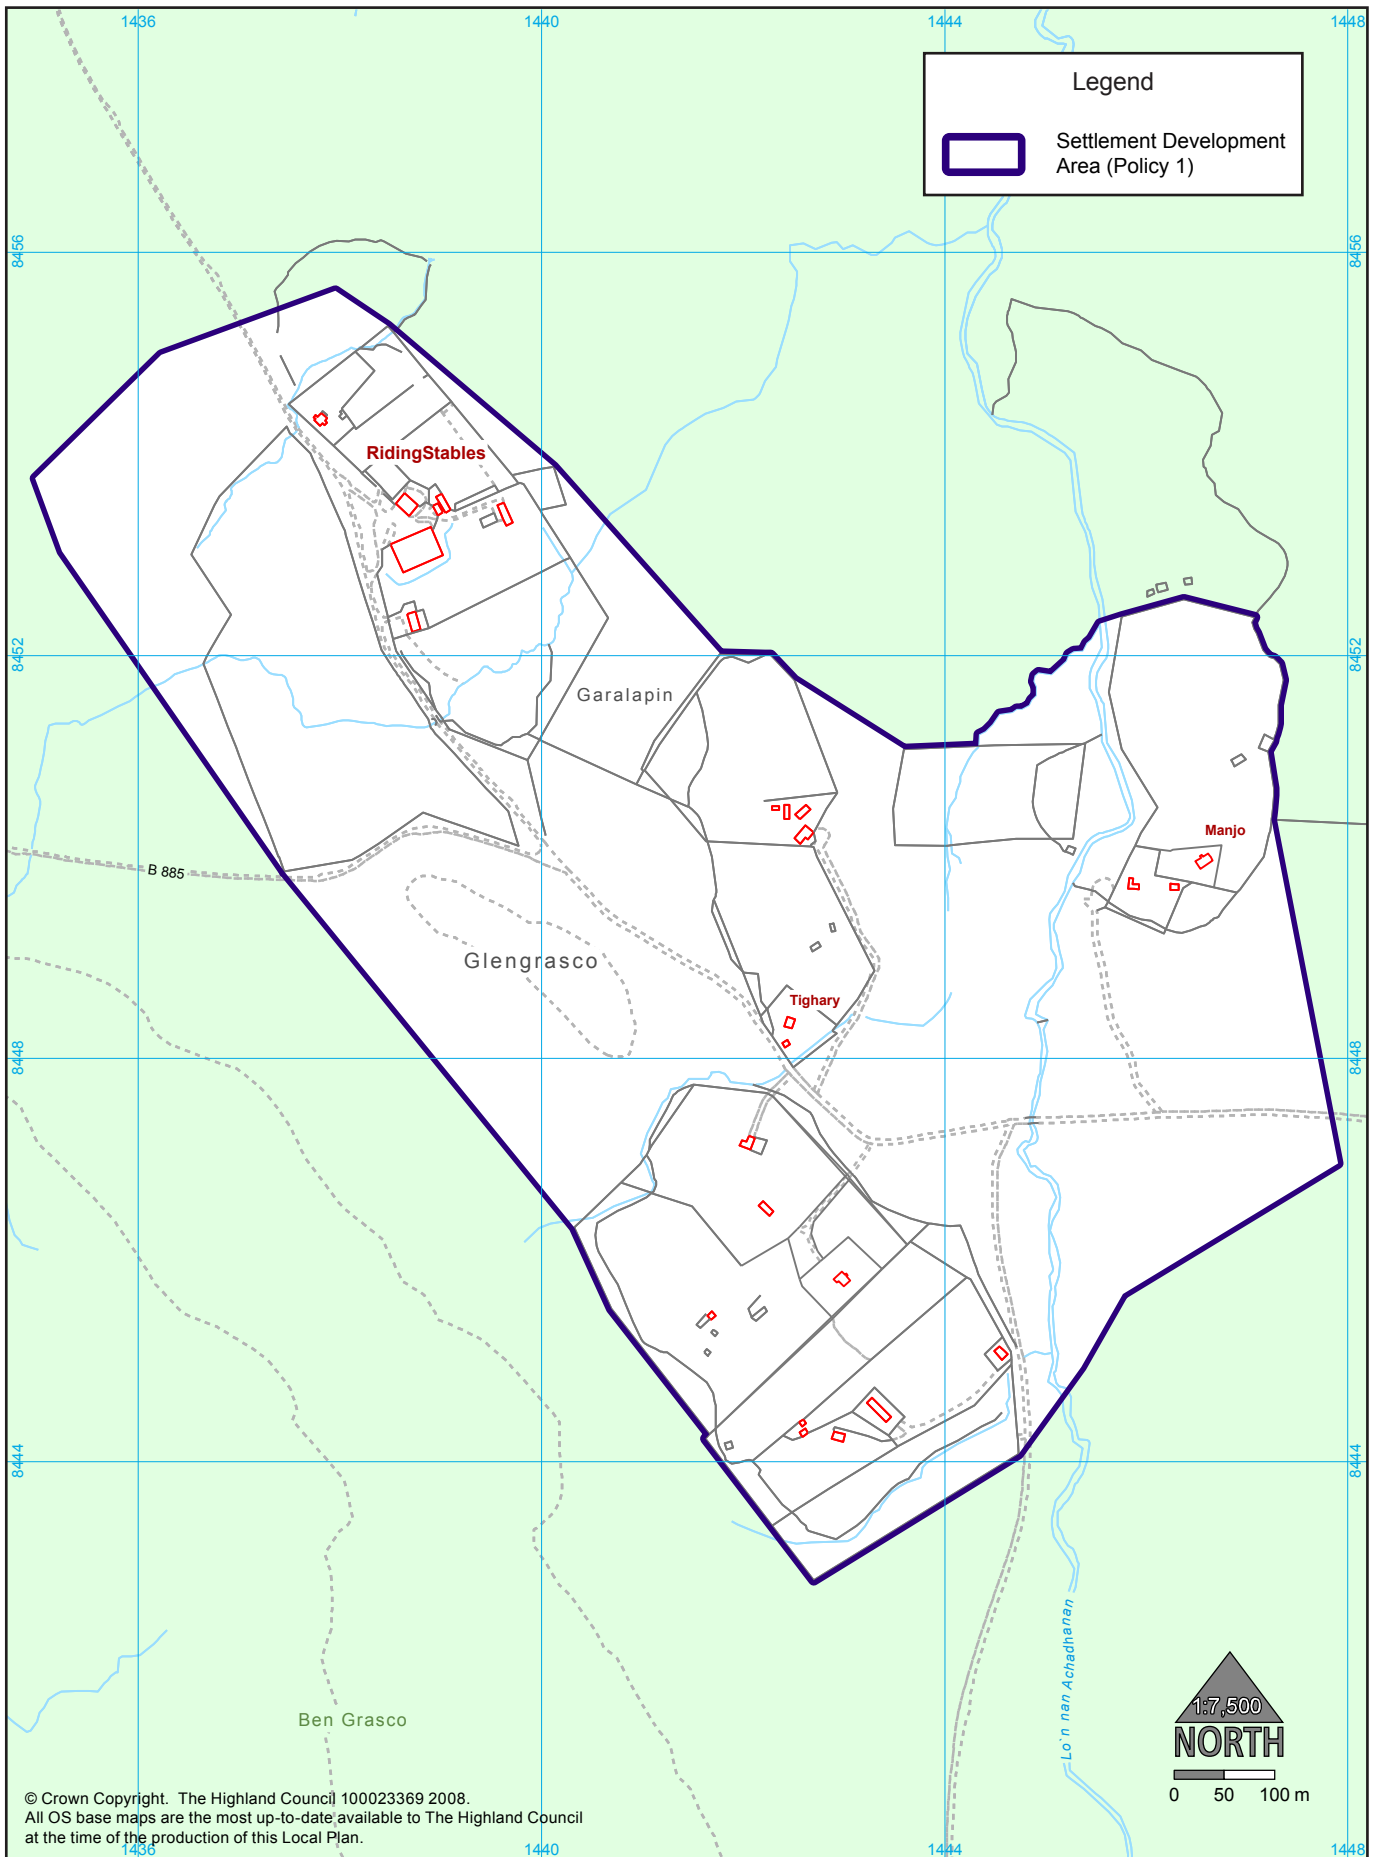 1436 1440 1444 1448
Legend
Settlement Development
Area (Policy 1)
8456 8456
RidingStables
8452 8452
Garalapin
Manjo
B 885
Glengrasco
Tighary
8448 8448
8444 8444
Lo`n nan Achadhanan
Ben Grasco
1:7,500
NORTH
0 50 100 m
© Crown Copyright. The Highland Council 100023369 2008.
All OS base maps are the most up-to-date available to The Highland Council
at the time of the production of this Local Plan.
1436 1440 1444 1448